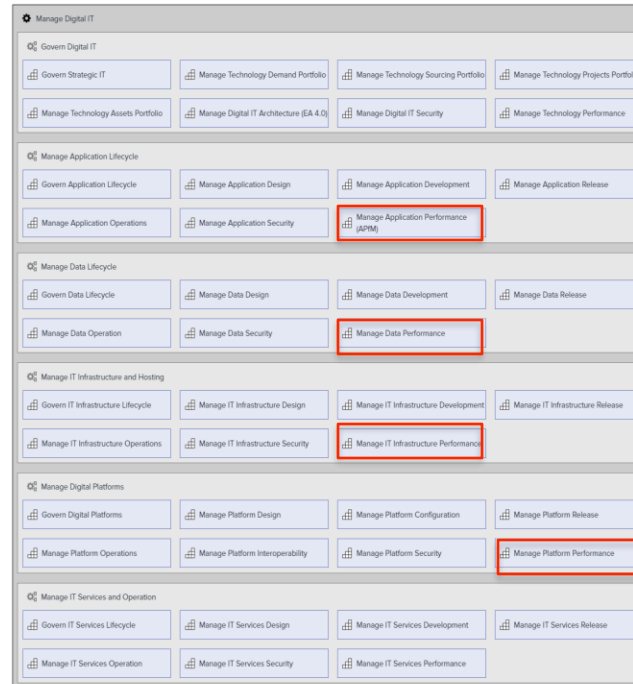 Manage Digital IT
Govern Digital IT
Govern Strategic IT
Manage Technology Demand Portfolio
Manage Technology Sourcing Portfolio
Manage Technology Projects Portfol
Manage Technology Assets Portfolio
Manage Digital IT Architecture (EA 4.0)
Manage Digital IT Security
Manage Technology Performance
Manage Application Lifecycle
Govern Application Lifecycle
Manage Application Design
Manage Application Development
Manage Application Release
Manage Application Operations
Manage Application Security
Manage Application Performance
(APfM)
Manage Data Lifecycle
Govern Data Lifecycle
Manage Data Design
Manage Data Development
Manage Data Release
Manage Data Operation
Manage Data Security
Manage Data Performance
Manage IT Infrastructure and Hosting
Govern IT Infrastructure Lifecycle
Manage IT Infrastructure Design
Manage IT Infrastructure Development
Manage IT Infrastructure Release
Manage IT Infrastructure Operations
Manage IT Infrastructure Security
Manage IT Infrastructure Performance
Manage Digital Platforms
Govern Digital Platforms
Manage Platform Design
Manage Platform Configuration
Manage Platform Release
Manage Platform Operations
Manage Platform Interoperability
Manage Platform Security
Manage Platform Performance
Manage IT Services and Operation
Govern IT Services Lifecycle
Manage IT Services Design
Manage IT Services Development
Manage IT Services Release
Manage IT Services Operation
Manage IT Services Security
Manage IT Services Performance